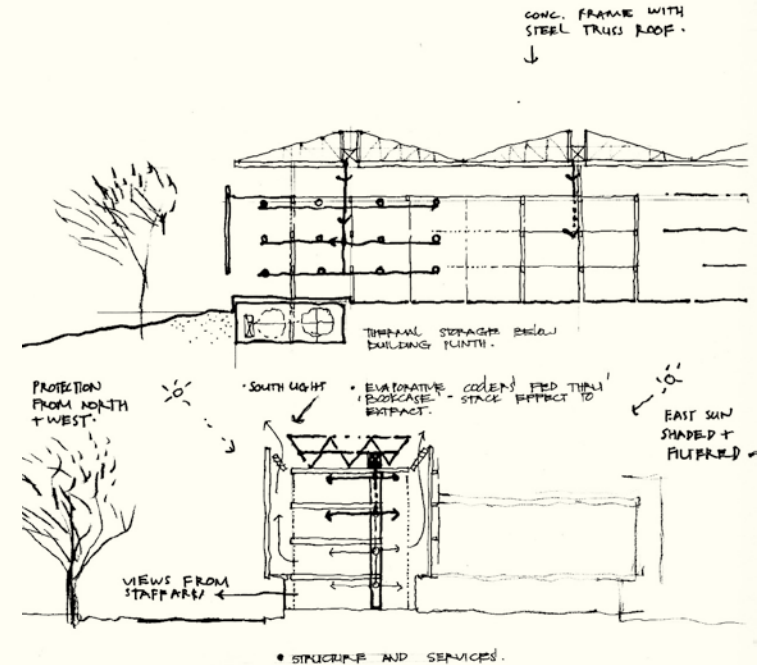 CONC. FRAME WITH
STEEL TRUSS ROOF.
THERMAL STORAGE BELOW
BUILDING PLINTH.
PROTECTION
FROM NORTH
+ WEST.
• SOUTH LIGHT
• EVAPORATIVE COOLERS' FED THRU'
'BOOKCASE' - STACK EFFECT TO
EXTRACT.
EAST SUN
SHADED +
FILTERED
VIEWS FROM
• STRUCTURE AND SERVICES.